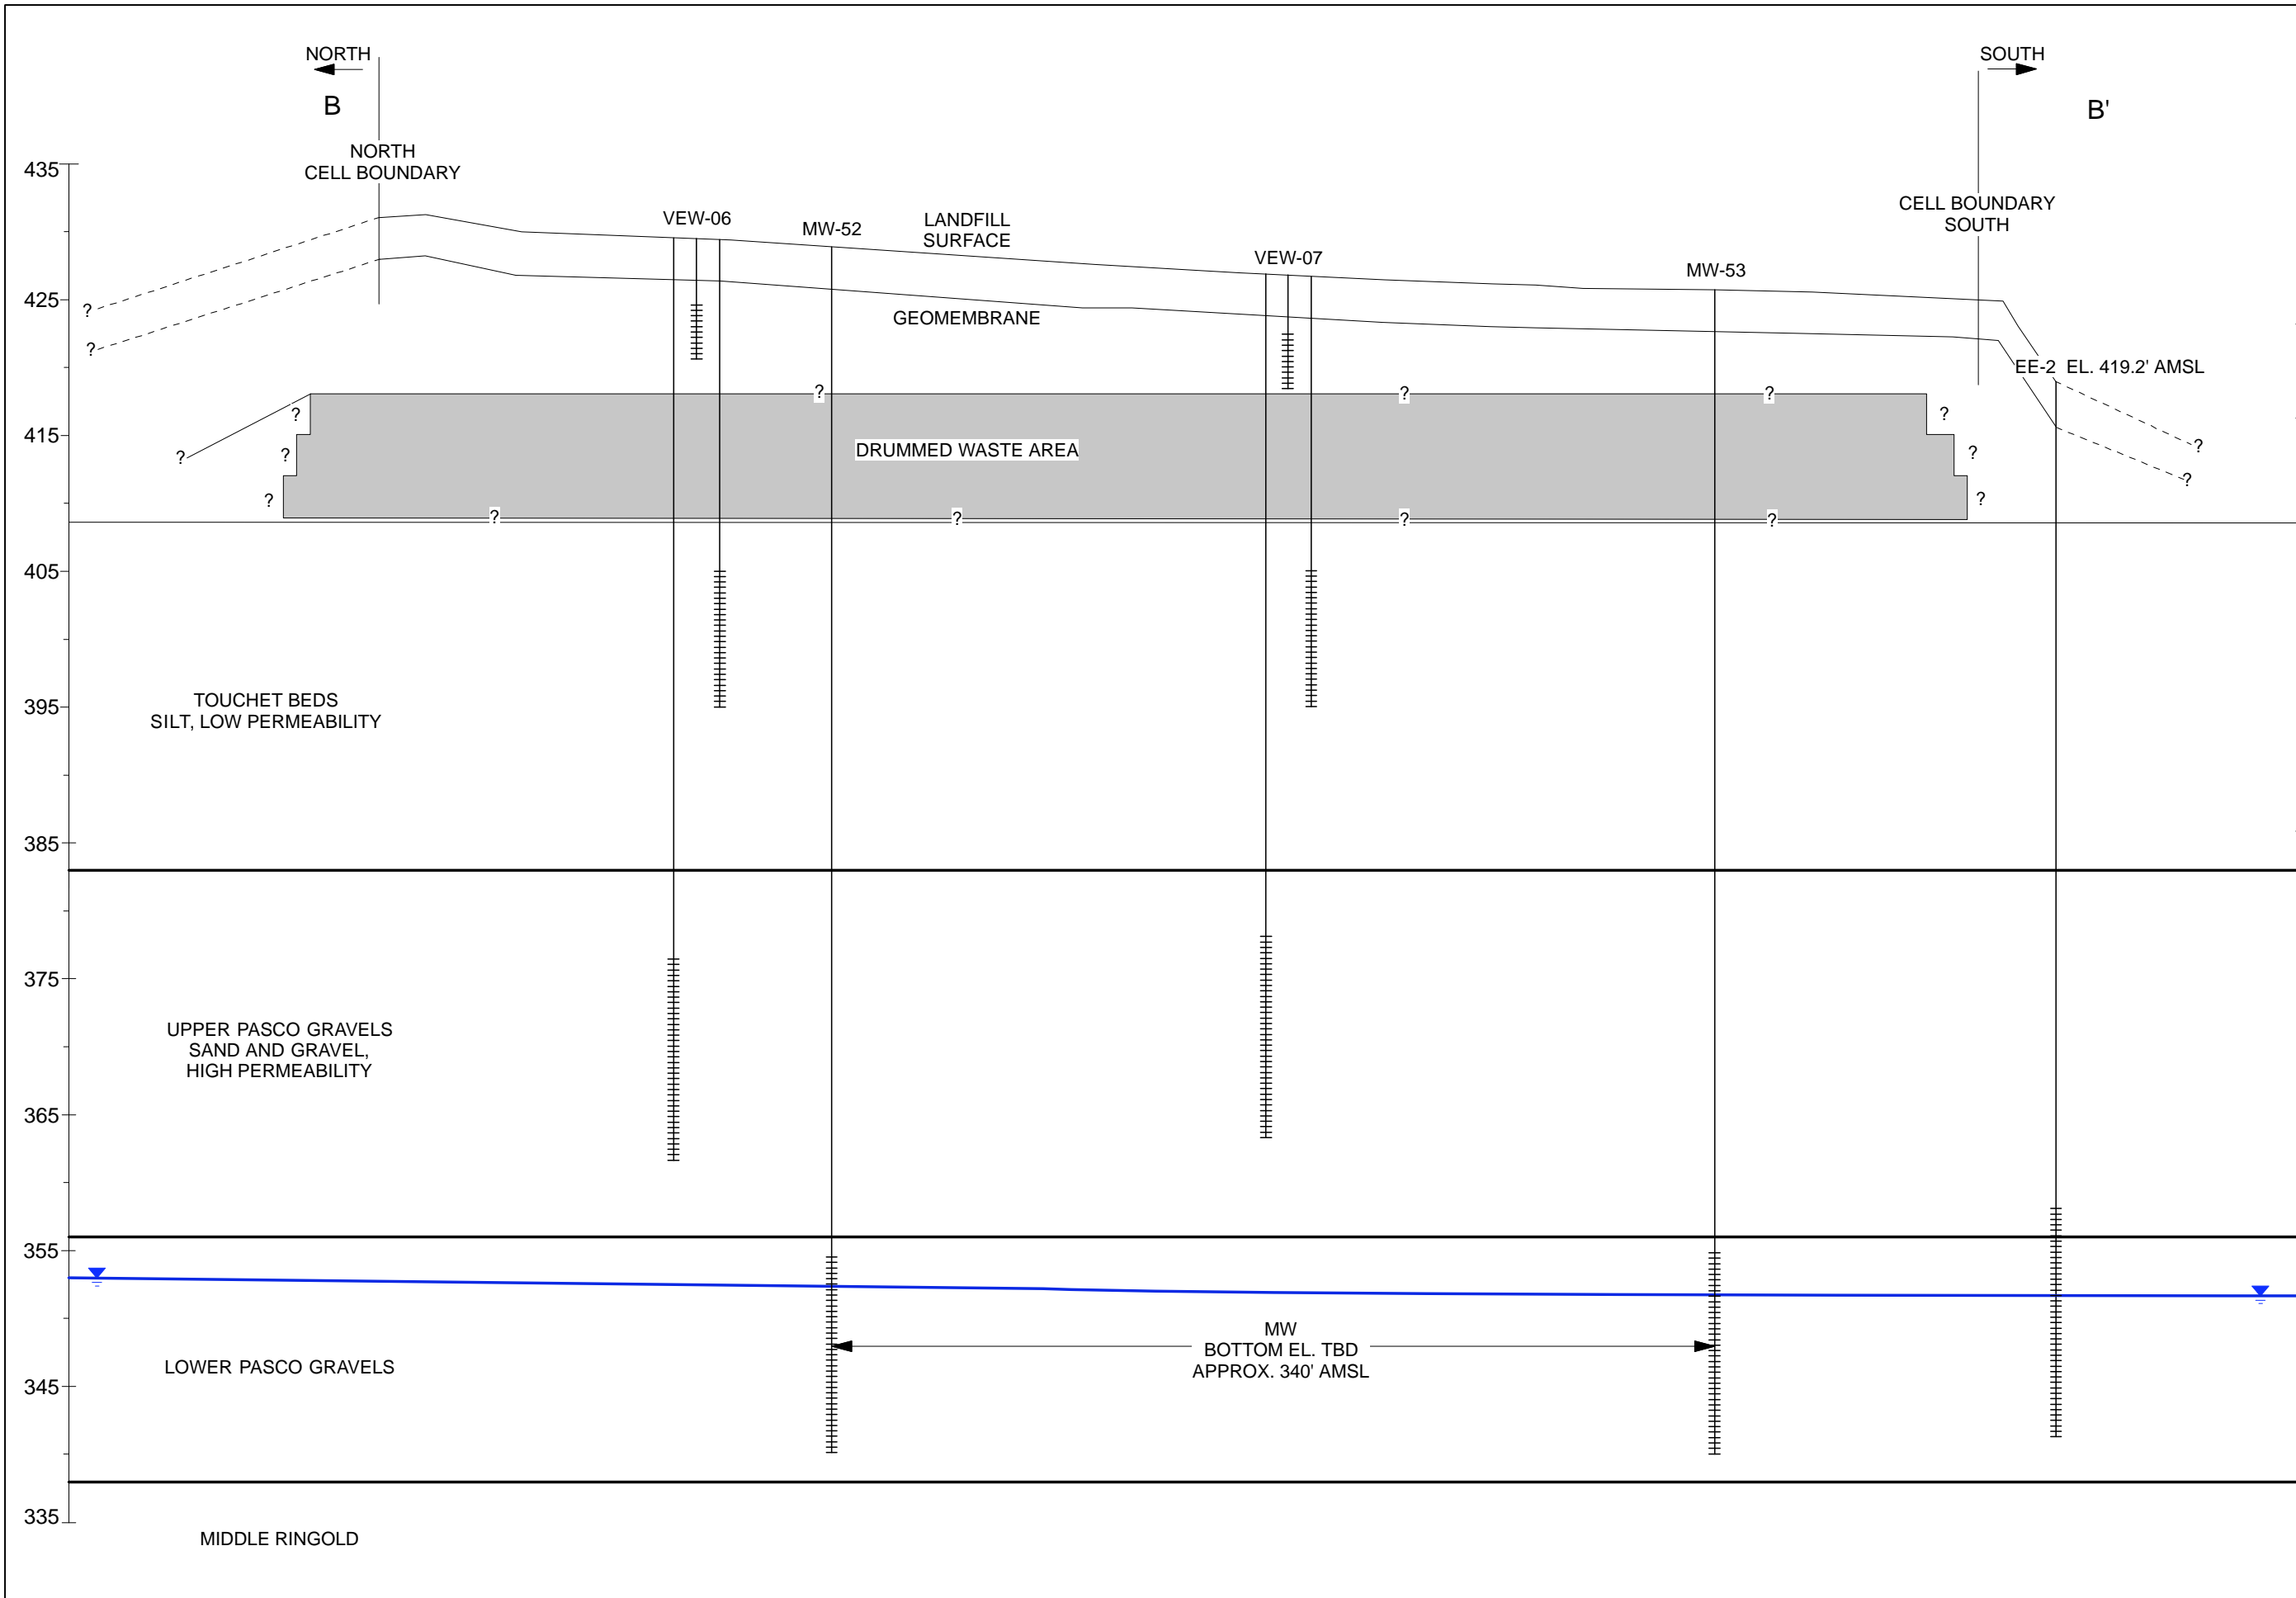 NORTH
SOUTH
B
B'
NORTH
CELL BOUNDARY
435
CELL BOUNDARY
SOUTH
VEW-06
MW-52
LANDFILL
SURFACE
VEW-07
MW-53
425
?
GEOMEMBRANE
?
EE-2 EL. 419.2' AMSL
?
?
?
?
?
415
?
?
DRUMMED WASTE AREA
?
?
?
?
?
?
?
?
?
?
405
TOUCHET BEDS
SILT, LOW PERMEABILITY
395
385
375
UPPER PASCO GRAVELS
SAND AND GRAVEL,
HIGH PERMEABILITY
365
355
MW
BOTTOM EL. TBD
APPROX. 340' AMSL
LOWER PASCO GRAVELS
345
335
MIDDLE RINGOLD